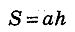 S = ah